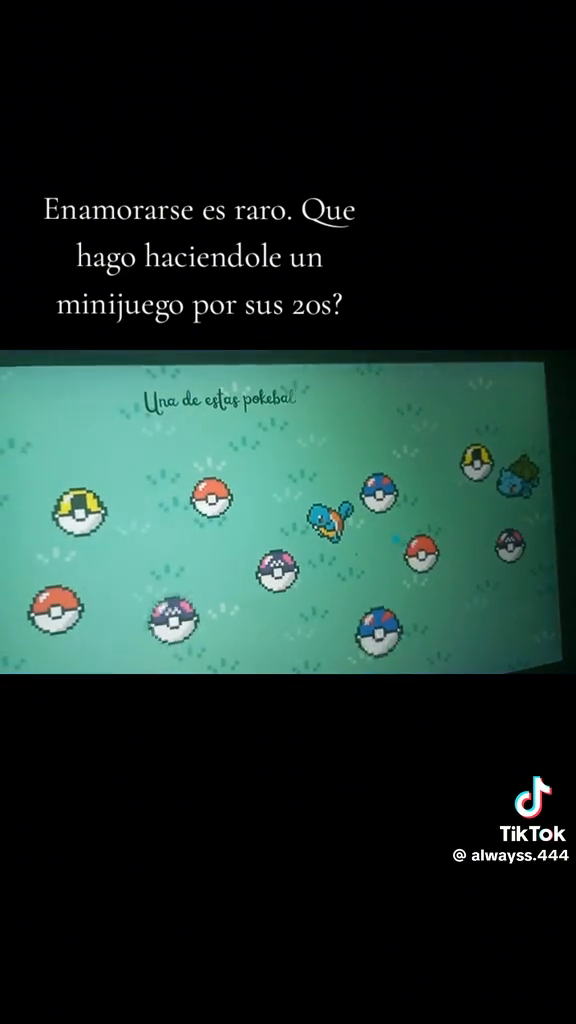 Enamorarse es raro. Que
hago haciendole un
minijuego por sus 20s?
Una de estas pokebal
TikTok
@ alwayss.444